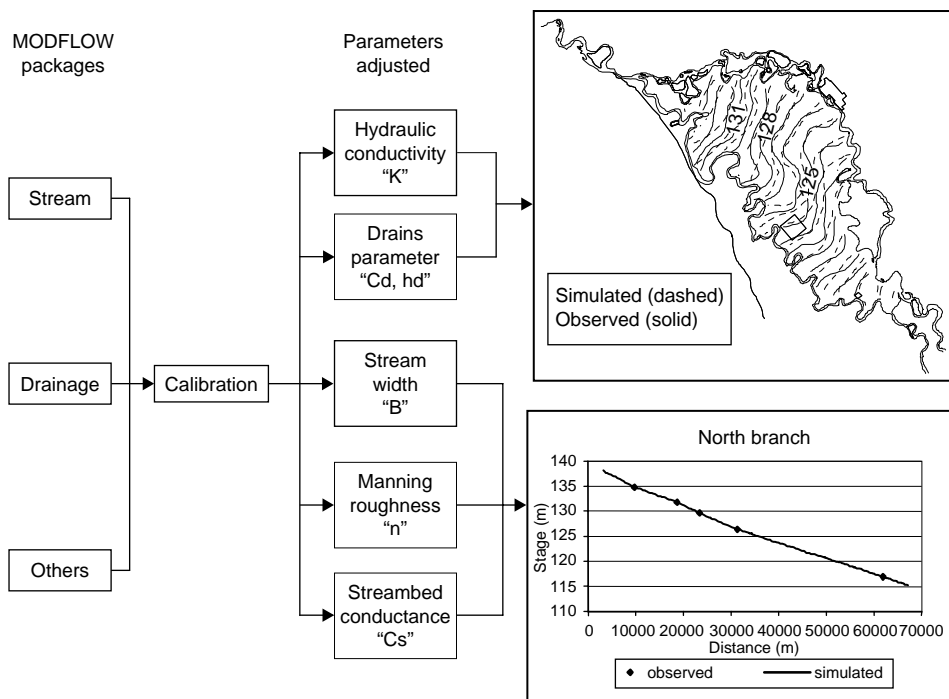 MODFLOW
packages
Parameters
adjusted
Stream
Drainage
Others
Calibration
Hydraulic
conductivity
“K”
Drains
parameter
“Cd, hd”
Stream
width
“B”
Manning
roughness
“n”
Streambed
conductance
“Cs”
131
128
125
Simulated (dashed)
Observed (solid)
North branch
Stage (m)
140
135
130
125
120
115
110
0 10000 20000 30000 40000 50000 60000 70000
Distance (m)
observed simulated